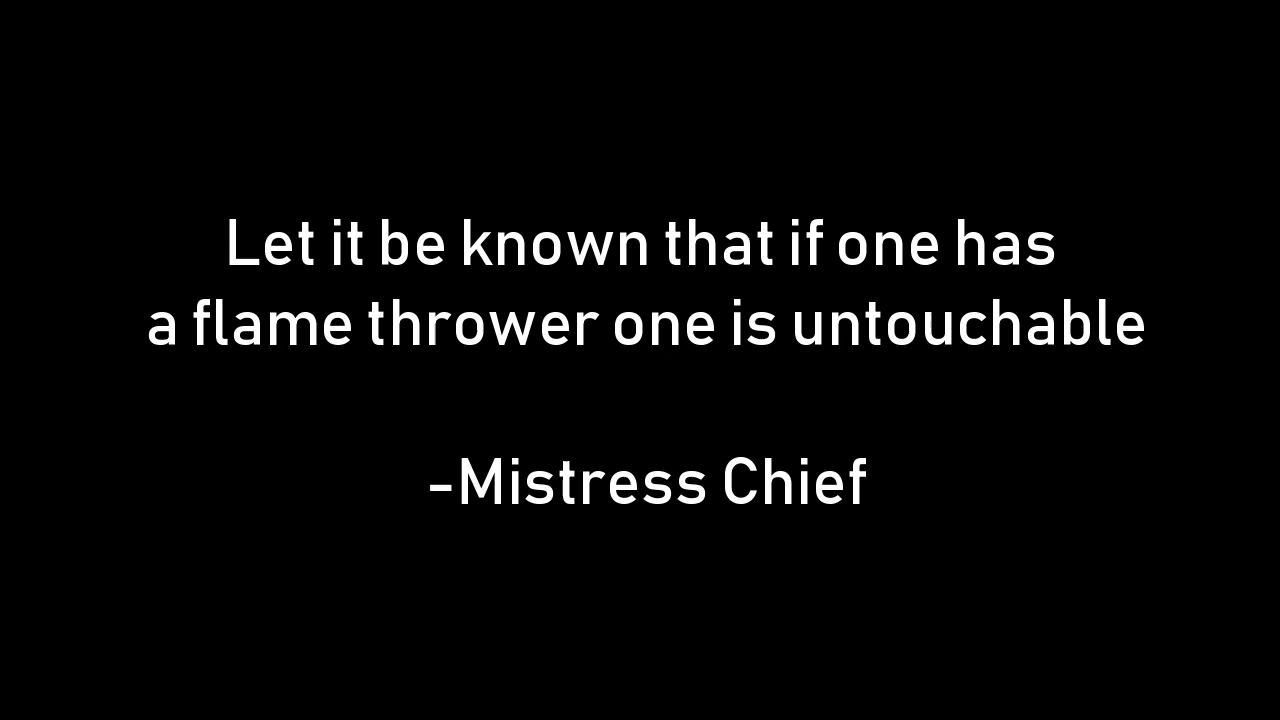 Let it be known that if one has
a flame thrower one is untouchable
-Mistress Chief